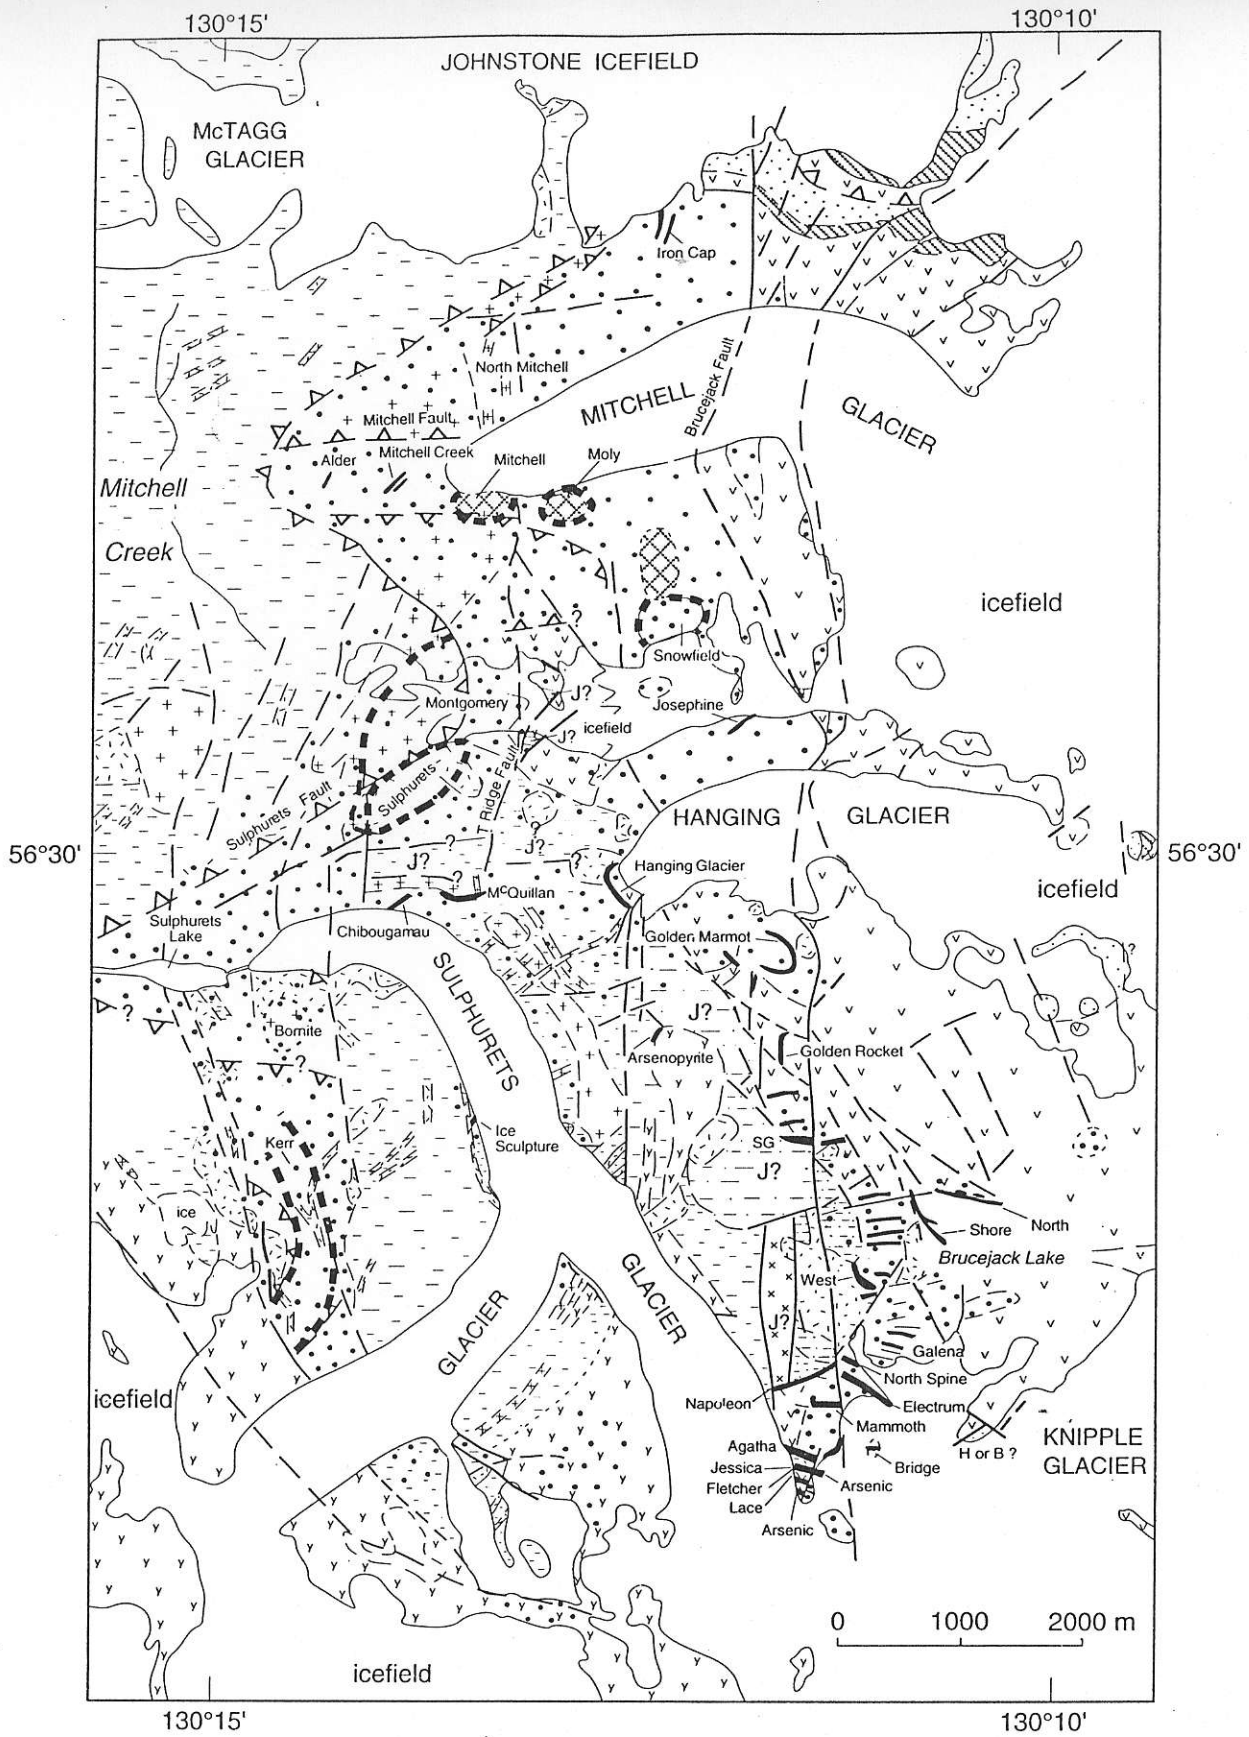 130°15'
130°10'
JOHNSTONE ICEFIELD
McTAGG
GLACIER
Iron Cap
North Mitchell
Brucejack Fault
MITCHELL
GLACIER
Mitchell Fault
Mitchell Creek
Alder
Mitchell
Moly
Mitchell
Creek
icefield
?
Snowfield
J?
Montgomery
Josephine
icefield
J?
Sulphurets
T Ridge Fault
Sulphurets Fault
HANGING
GLACIER
?
?
J?
J?
?
?
56°30'
56°30'
Hanging Glacier
icefield
McQuillan
Sulphurets
Lake
Chibougamau
Golden Marmot
?
SULPHURETS
?
J?
Bornite
Golden Rocket
Arsenopyrite
?
Ice
Sculpture
Kerr
SG
J?
ice
North
Shore
Brucejack Lake
GLACIER
West
GLACIER
J?
Galena
North Spine
icefield
Napoleon
Electrum
Mammoth
KNIPPLE
GLACIER
Agatha
H or B ?
Jessica
Bridge
Fletcher
Arsenic
Lace
Arsenic
0 1000 2000 m
icefield
130°15'
130°10'